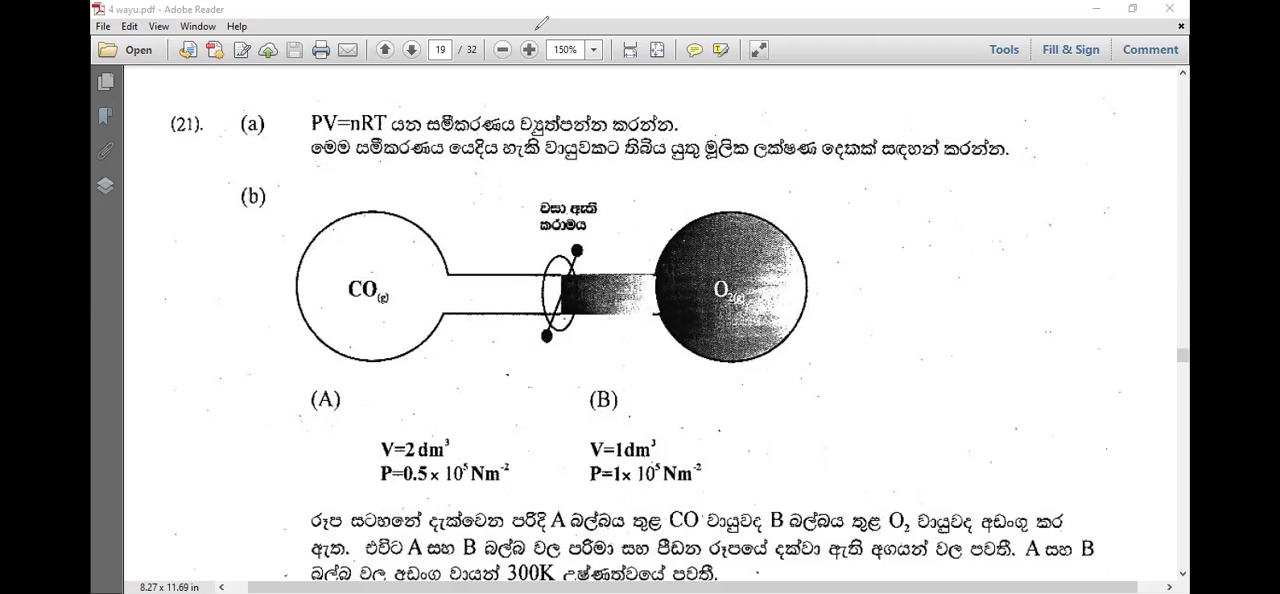 4 wayu.pdf - Adobe Reader
File Edit View Window Help
Open 19 / 32 150% Tools Fill & Sign Comment
(21). (a) PV=nRT යන සමීකරණය ව්‍යුත්පන්න කරන්න.
මෙම සමීකරණය යෙදිය හැකි වායුවකට තිබිය යුතු මූලික ලක්ෂණ දෙකක් සඳහන් කරන්න.
(b)
වසා ඇති
කරාමය
CO(g) O2(g)
(A) (B)
V=2 dm³ V=1dm³
P=0.5× 10⁵ Nm⁻² P=1× 10⁵ Nm⁻²
රූප සටහනේ දැක්වෙන පරිදි A බල්බය තුළ CO වායුවද B බල්බය තුළ O₂ වායුවද අඩංගු කර
ඇත. එවිට A සහ B බල්බ වල පරිමා සහ පීඩන රූපයේ දක්වා ඇති අගයන් වල පවතී. A සහ B
බල්බ වල අඩංගු වායූන් 300K උෂ්ණත්වයේ පවතී.
8.27 x 11.69 in